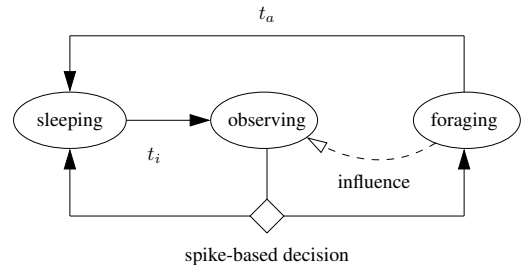 t_a
sleeping
observing
foraging
t_i
influence
spike-based decision